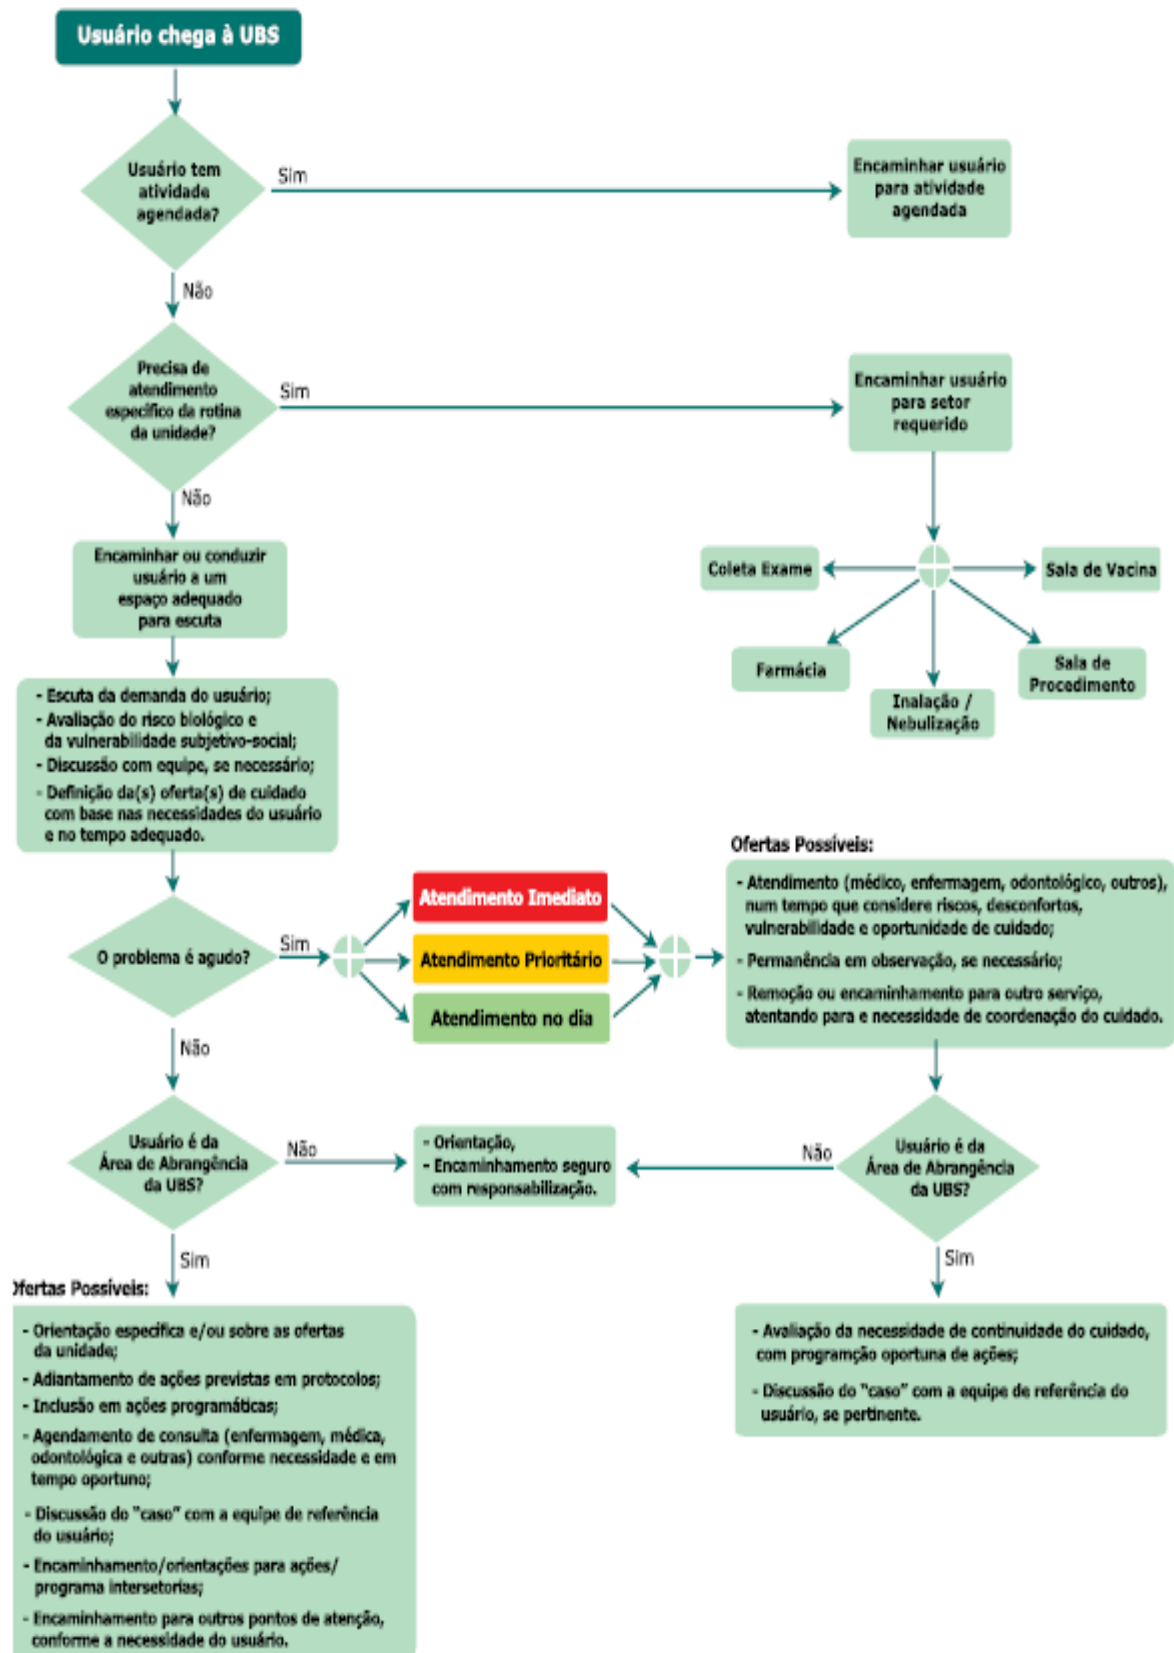 Usuário chega à UBS
Usuário tem
atividade
agendada?
Sim
Encaminhar usuário
para atividade
agendada
Não
Precisa de
atendimento
específico da rotina
da unidade?
Sim
Encaminhar usuário
para setor
requerido
Não
Encaminhar ou conduzir
usuário a um
espaço adequado
para escuta
Coleta Exame
Sala de Vacina
Farmácia
Sala de
Procedimento
Inalação /
Nebulização
- Escuta da demanda do usuário;
- Avaliação do risco biológico e
da vulnerabilidade subjetivo-social;
- Discussão com equipe, se necessário;
- Definição da(s) oferta(s) de cuidado
com base nas necessidades do usuário
e no tempo adequado.
O problema é agudo?
Sim
Atendimento Imediato
Atendimento Prioritário
Atendimento no dia
Ofertas Possíveis:
- Atendimento (médico, enfermagem, odontológico, outros),
num tempo que considere riscos, desconfortos,
vulnerabilidade e oportunidade de cuidado;
- Permanência em observação, se necessário;
- Remoção ou encaminhamento para outro serviço,
atentando para e necessidade de coordenação do cuidado.
Não
Usuário é da
Área de Abrangência
da UBS?
Não
- Orientação,
- Encaminhamento seguro
com responsabilização.
Não
Usuário é da
Área de Abrangência
da UBS?
Sim
Sim
Ofertas Possíveis:
- Orientação específica e/ou sobre as ofertas
da unidade;
- Adiantamento de ações previstas em protocolos;
- Inclusão em ações programáticas;
- Agendamento de consulta (enfermagem, médica,
odontológica e outras) conforme necessidade e em
tempo oportuno;
- Discussão do "caso" com a equipe de referência
do usuário;
- Encaminhamento/orientações para ações/
programa intersetorias;
- Encaminhamento para outros pontos de atenção,
conforme a necessidade do usuário.
- Avaliação da necessidade de continuidade do cuidado,
com programção oportuna de ações;
- Discussão do "caso" com a equipe de referência do
usuário, se pertinente.